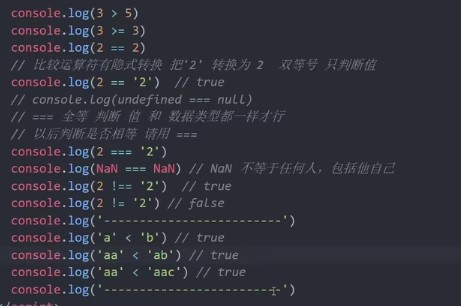 console.log(3 > 5)
console.log(3 >= 3)
console.log(2 == 2)
// 比较运算符有隐式转换 把'2' 转换为 2  双等号 只判断值
console.log(2 == '2')  // true
// console.log(undefined === null)
// === 全等 判断 值 和 数据类型都一样才行
// 以后判断是否相等 请用 ===
console.log(2 === '2')
console.log(NaN === NaN) // NaN 不等于任何人，包括他自己
console.log(2 !== '2')  // true
console.log(2 != '2') // false
console.log('-------------------------')
console.log('a' < 'b') // true
console.log('aa' < 'ab') // true
console.log('aa' < 'aac') // true
console.log('-------------------------')